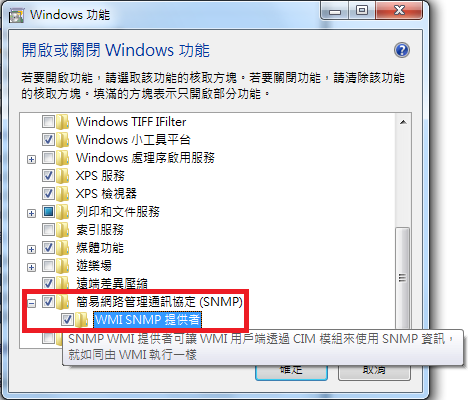 Windows 功能
開啟或關閉 Windows 功能
若要開啟功能，請選取該功能的核取方塊。若要關閉功能，請清除該功能
的核取方塊。填滿的方塊表示只開啟部分功能。
Windows TIFF IFilter
Windows 小工具平台
Windows 處理序啟用服務
XPS 服務
XPS 檢視器
列印和文件服務
索引服務
媒體功能
遊樂場
遠端差異壓縮
簡易網路管理通訊協定 (SNMP)
WMI SNMP 提供者
SNMP WMI 提供者可讓 WMI 用戶端透過 CIM 模組來使用 SNMP 資訊，
就如同由 WMI 執行一樣
確定
取消